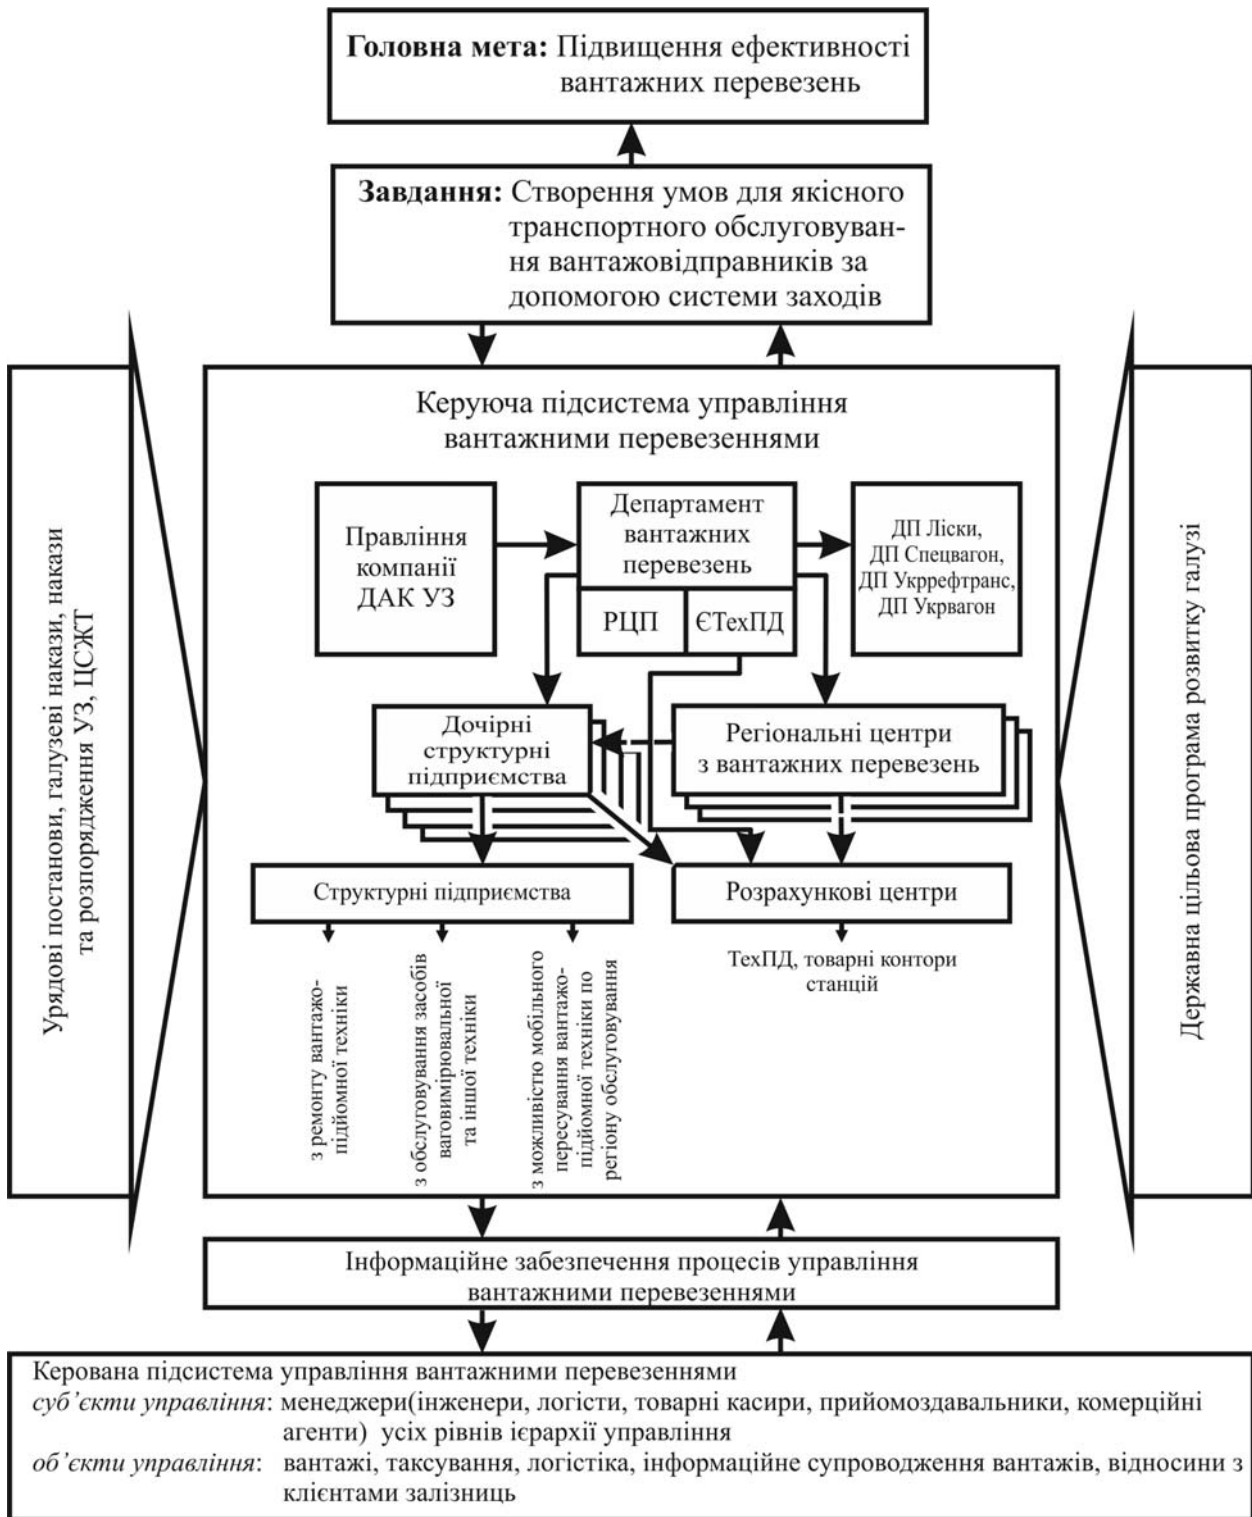 Головна мета: Підвищення ефективності
вантажних перевезень
Завдання: Створення умов для якісного
транспортного обслуговуван-
ня вантажовідправників за
допомогою системи заходів
Урядові постанови, галузеві накази, накази
та розпорядження УЗ, ЦСЖТ
Керуюча підсистема управління
вантажними перевезеннями
Правління
компанії
ДАК УЗ
Департамент
вантажних
перевезень
РЦП
ЄТехПД
ДП Ліски,
ДП Спецвагон,
ДП Укррефтранс,
ДП Укрвагон
Дочірні
структурні
підприємства
Регіональні центри
з вантажних перевезень
Структурні підприємства
Розрахункові центри
з ремонту вантажо-
підйомної техніки
з обслуговування засобів
ваговимірювальної
та іншої техніки
з можливістю мобільного
пересування вантажо-
підйомної техніки по
регіону обслуговування
ТехПД, товарні контори
станцій
Державна цільова програма розвитку галузі
Інформаційне забезпечення процесів управління
вантажними перевезеннями
Керована підсистема управління вантажними перевезеннями
суб’єкти управління: менеджери(інженери, логісти, товарні касири, прийомоздавальники, комерційні
агенти) усіх рівнів ієрархії управління
об’єкти управління: вантажі, таксування, логістика, інформаційне супроводження вантажів, відносини з
клієнтами залізниць